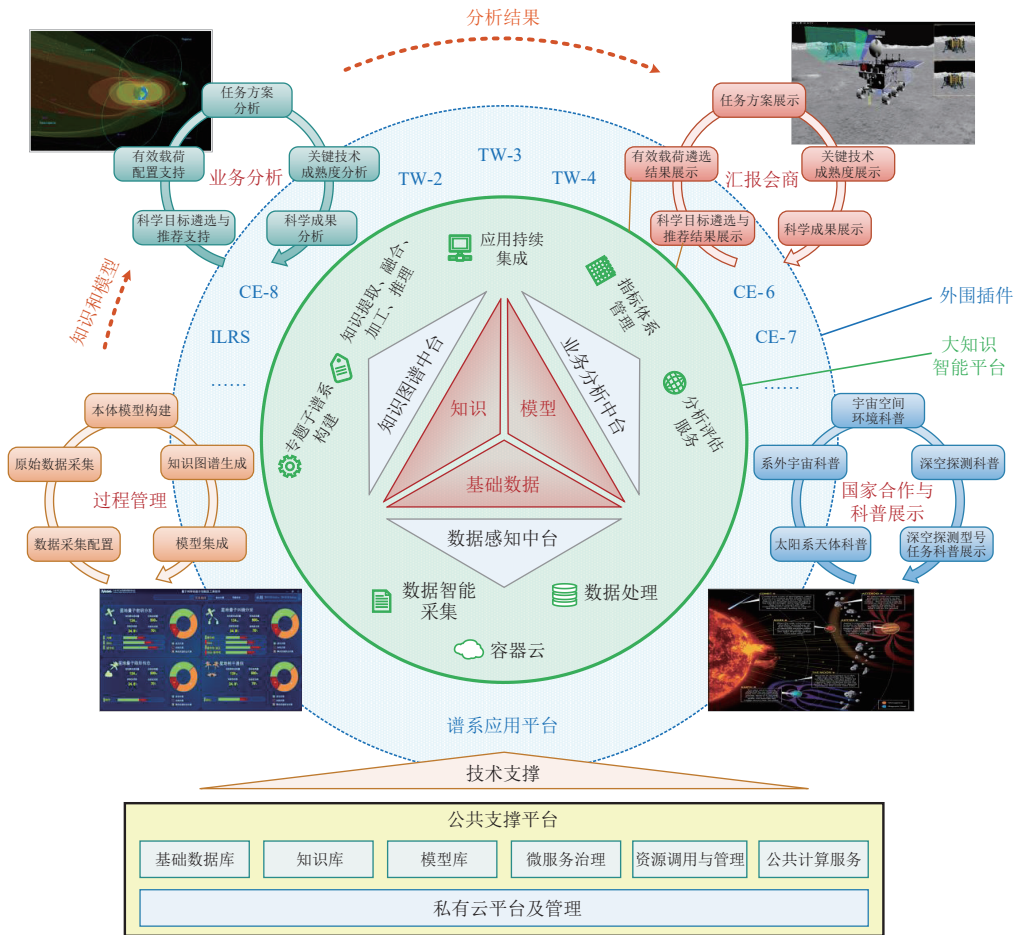 分析结果
任务方案
分析
有效载荷
配置支持
关键技术
成熟度分析
业务分析
科学目标遴选与
推荐支持
科学成果
分析
任务方案展示
有效载荷遴选
结果展示
关键技术
成熟度展示
汇报会商
科学目标遴选与
推荐结果展示
科学成果展示
TW-3
TW-2
TW-4
CE-8
CE-6
ILRS
CE-7
……
……
知识和模型
外围插件
大知识
智能平台
应用持续
集成
知识提取、融合、
加工、推理
指标体系
管理
专题子谱系
构建
分析评估
服务
知识图谱中台
业务分析中台
知识
模型
基础数据
数据感知中台
数据智能
采集
数据处理
容器云
本体模型构建
原始数据采集
知识图谱生成
过程管理
数据采集配置
模型集成
宇宙空间
环境科普
系外宇宙科普
深空探测科普
国家合作与
科普展示
太阳系天体科普
深空探测型号
任务科普展示
谱系应用平台
技术支撑
公共支撑平台
基础数据库
知识库
模型库
微服务治理
资源调用与管理
公共计算服务
私有云平台及管理